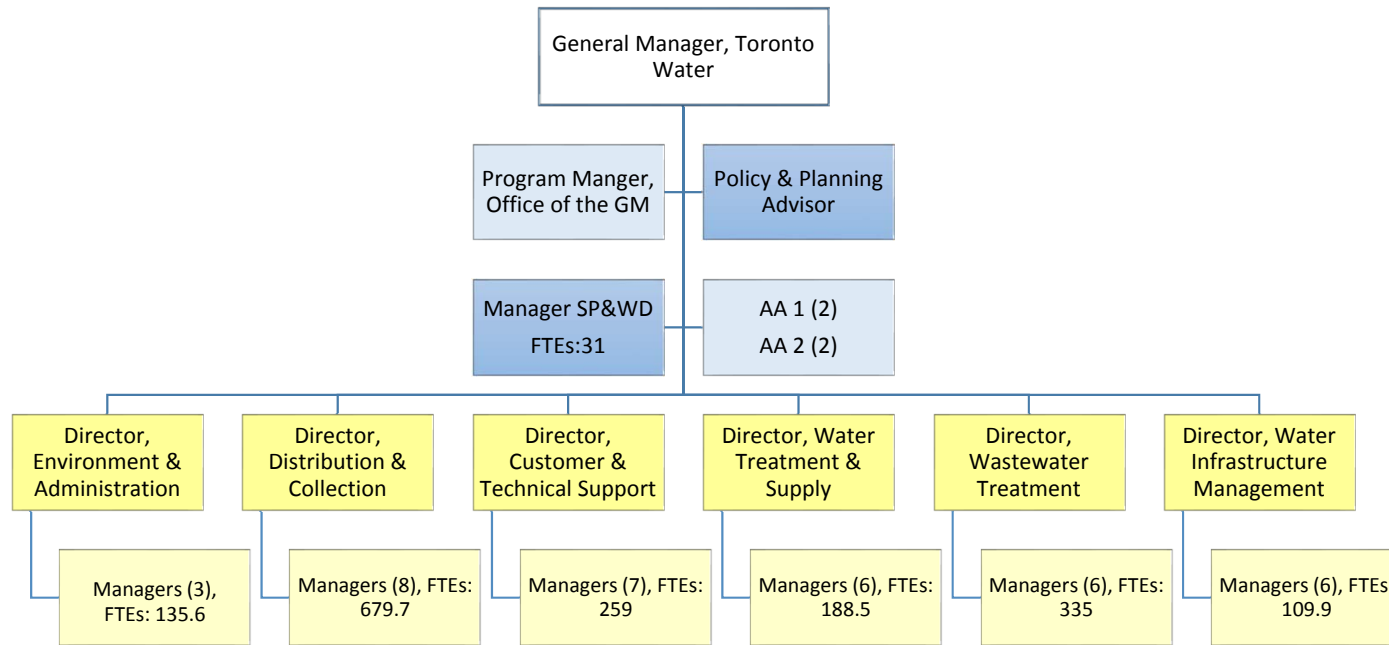 General Manager, Toronto
Water
Program Manger,
Office of the GM
Policy & Planning
Advisor
Manager SP&WD
FTEs:31
AA 1 (2)
AA 2 (2)
Director,
Environment &
Administration
Director,
Distribution &
Collection
Director,
Customer &
Technical Support
Director, Water
Treatment &
Supply
Director,
Wastewater
Treatment
Director, Water
Infrastructure
Management
Managers (3),
FTEs: 135.6
Managers (8), FTEs:
679.7
Managers (7), FTEs:
259
Managers (6), FTEs:
188.5
Managers (6), FTEs:
335
Managers (6), FTEs:
109.9